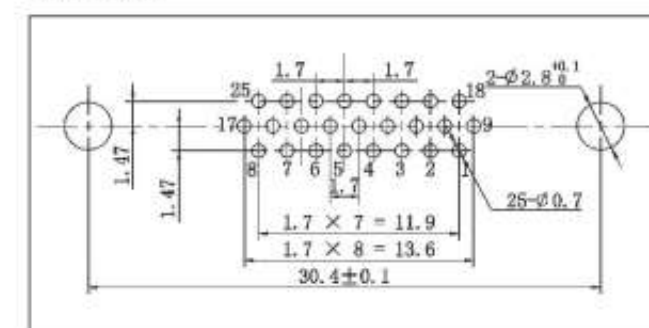 1.7 1.7
2-Ø2.8 +0.1 0
25 18
17 9
8 7 6 5 4 3 2 1
1.47
1.47
1.7
25-Ø0.7
1.7 × 7 = 11.9
1.7 × 8 = 13.6
30.4±0.1